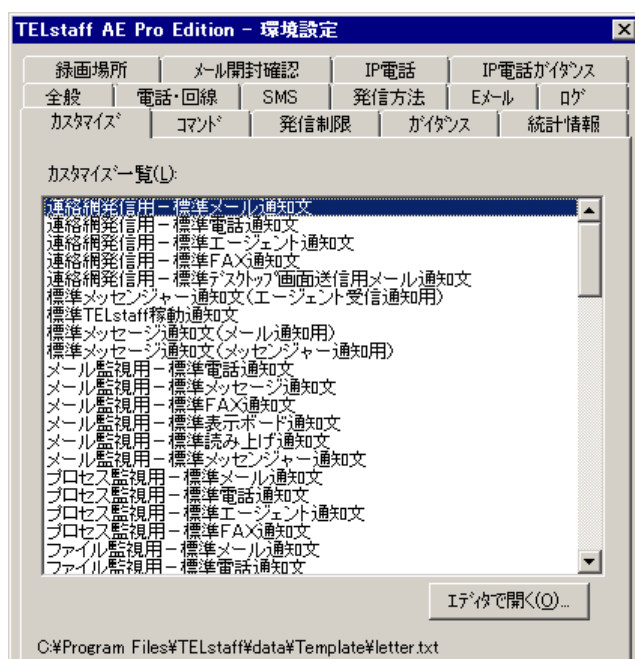 TELstaff AE Pro Edition - 環境設定
録画場所 メール開封確認 IP電話 IP電話ガイダンス
全般 電話・回線 SMS 発信方法 Eメール ログ
カスタマイズ コマンド 発信制限 ガイダンス 統計情報
カスタマイズ一覧(L):
連絡網発信用-標準メール通知文
連絡網発信用-標準電話通知文
連絡網発信用-標準エージェント通知文
連絡網発信用-標準FAX通知文
連絡網発信用-標準デスクトップ画面送信用メール通知文
標準メッセンジャー通知文(エージェント受信通知用)
標準TELstaff稼動通知文
標準メッセージ通知文(メール通知用)
標準メッセージ通知文(メッセンジャー通知用)
メール監視用-標準電話通知文
メール監視用-標準メッセージ通知文
メール監視用-標準FAX通知文
メール監視用-標準表示ボード通知文
メール監視用-標準読み上げ通知文
メール監視用-標準メッセンジャー通知文
プロセス監視用-標準メール通知文
プロセス監視用-標準電話通知文
プロセス監視用-標準エージェント通知文
プロセス監視用-標準FAX通知文
ファイル監視用-標準メール通知文
ファイル監視用-標準電話通知文
エディタで開く(O)...
C:¥Program Files¥TELstaff¥data¥Template¥letter.txt